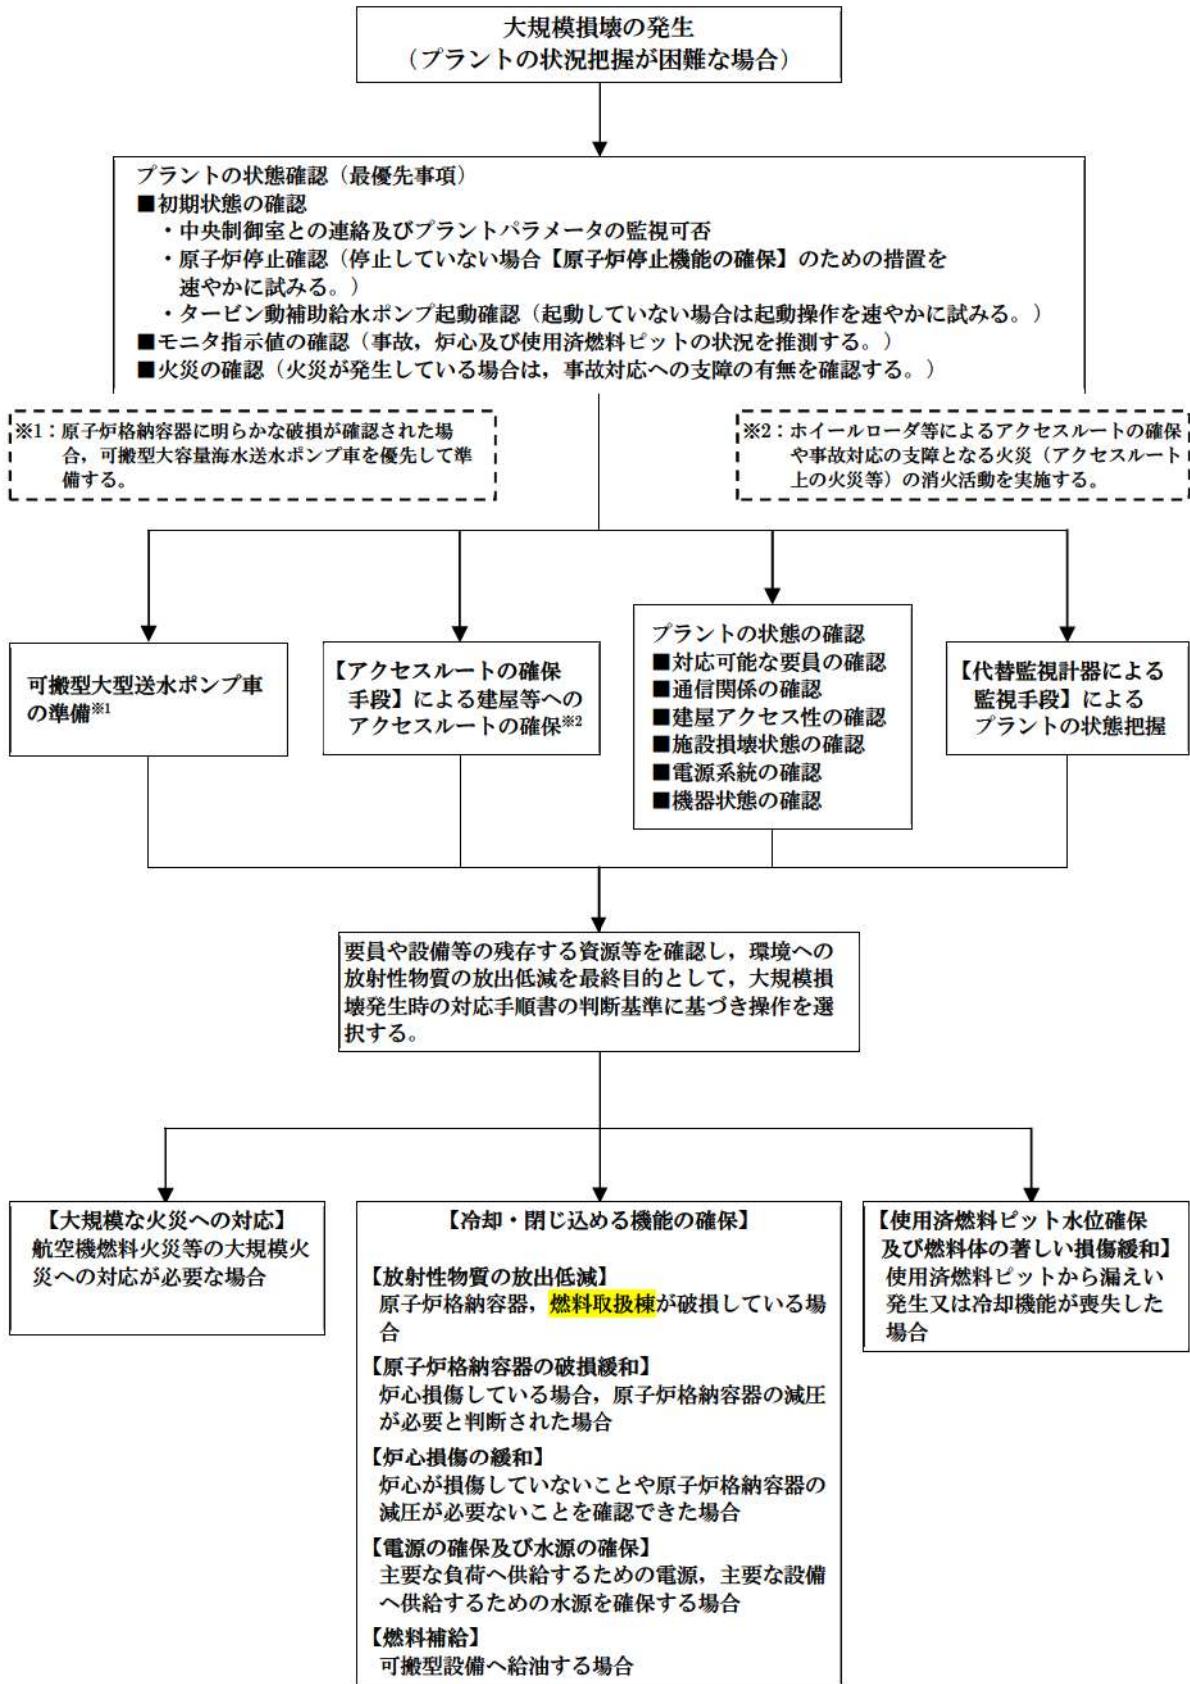 大規模損壊の発生
（プラントの状況把握が困難な場合）
プラントの状態確認（最優先事項）
■初期状態の確認
・中央制御室との連絡及びプラントパラメータの監視可否
・原子炉停止確認（停止していない場合【原子炉停止機能の確保】のための措置を
速やかに試みる。）
・タービン動補助給水ポンプ起動確認（起動していない場合は起動操作を速やかに試みる。）
■モニタ指示値の確認（事故，炉心及び使用済燃料ピットの状況を推測する。）
■火災の確認（火災が発生している場合は，事故対応への支障の有無を確認する。）
※1：原子炉格納容器に明らかな破損が確認された場
合，可搬型大容量海水送水ポンプ車を優先して準
備する。
※2：ホイールローダ等によるアクセスルートの確保
や事故対応の支障となる火災（アクセスルート
上の火災等）の消火活動を実施する。
可搬型大型送水ポンプ車
の準備※1
【アクセスルートの確保
手段】による建屋等への
アクセスルートの確保※2
プラントの状態の確認
■対応可能な要員の確認
■通信関係の確認
■建屋アクセス性の確認
■施設損壊状態の確認
■電源系統の確認
■機器状態の確認
【代替監視計器による
監視手段】による
プラントの状態把握
要員や設備等の残存する資源等を確認し，環境への
放射性物質の放出低減を最終目的として，大規模損
壊発生時の対応手順書の判断基準に基づき操作を選
択する。
【大規模な火災への対応】
航空機燃料火災等の大規模火
災への対応が必要な場合
【冷却・閉じ込める機能の確保】
【放射性物質の放出低減】
原子炉格納容器，燃料取扱棟が破損している場
合
【原子炉格納容器の破損緩和】
炉心損傷している場合，原子炉格納容器の減圧
が必要と判断された場合
【炉心損傷の緩和】
炉心が損傷していないことや原子炉格納容器の
減圧が必要ないことを確認できた場合
【電源の確保及び水源の確保】
主要な負荷へ供給するための電源，主要な設備
へ供給するための水源を確保する場合
【燃料補給】
可搬型設備へ給油する場合
【使用済燃料ピット水位確保
及び燃料体の著しい損傷緩和】
使用済燃料ピットから漏えい
発生又は冷却機能が喪失した
場合